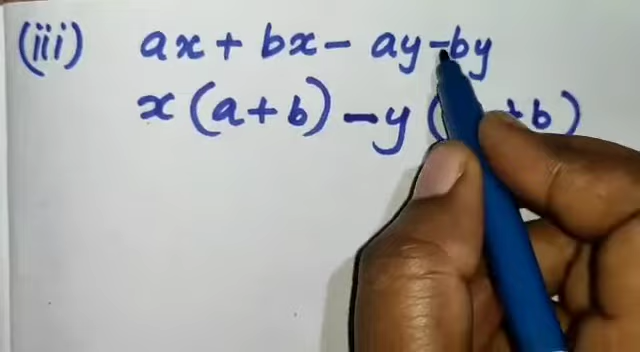 (iii) ax + bx - ay - by
x (a + b) - y ( + b)